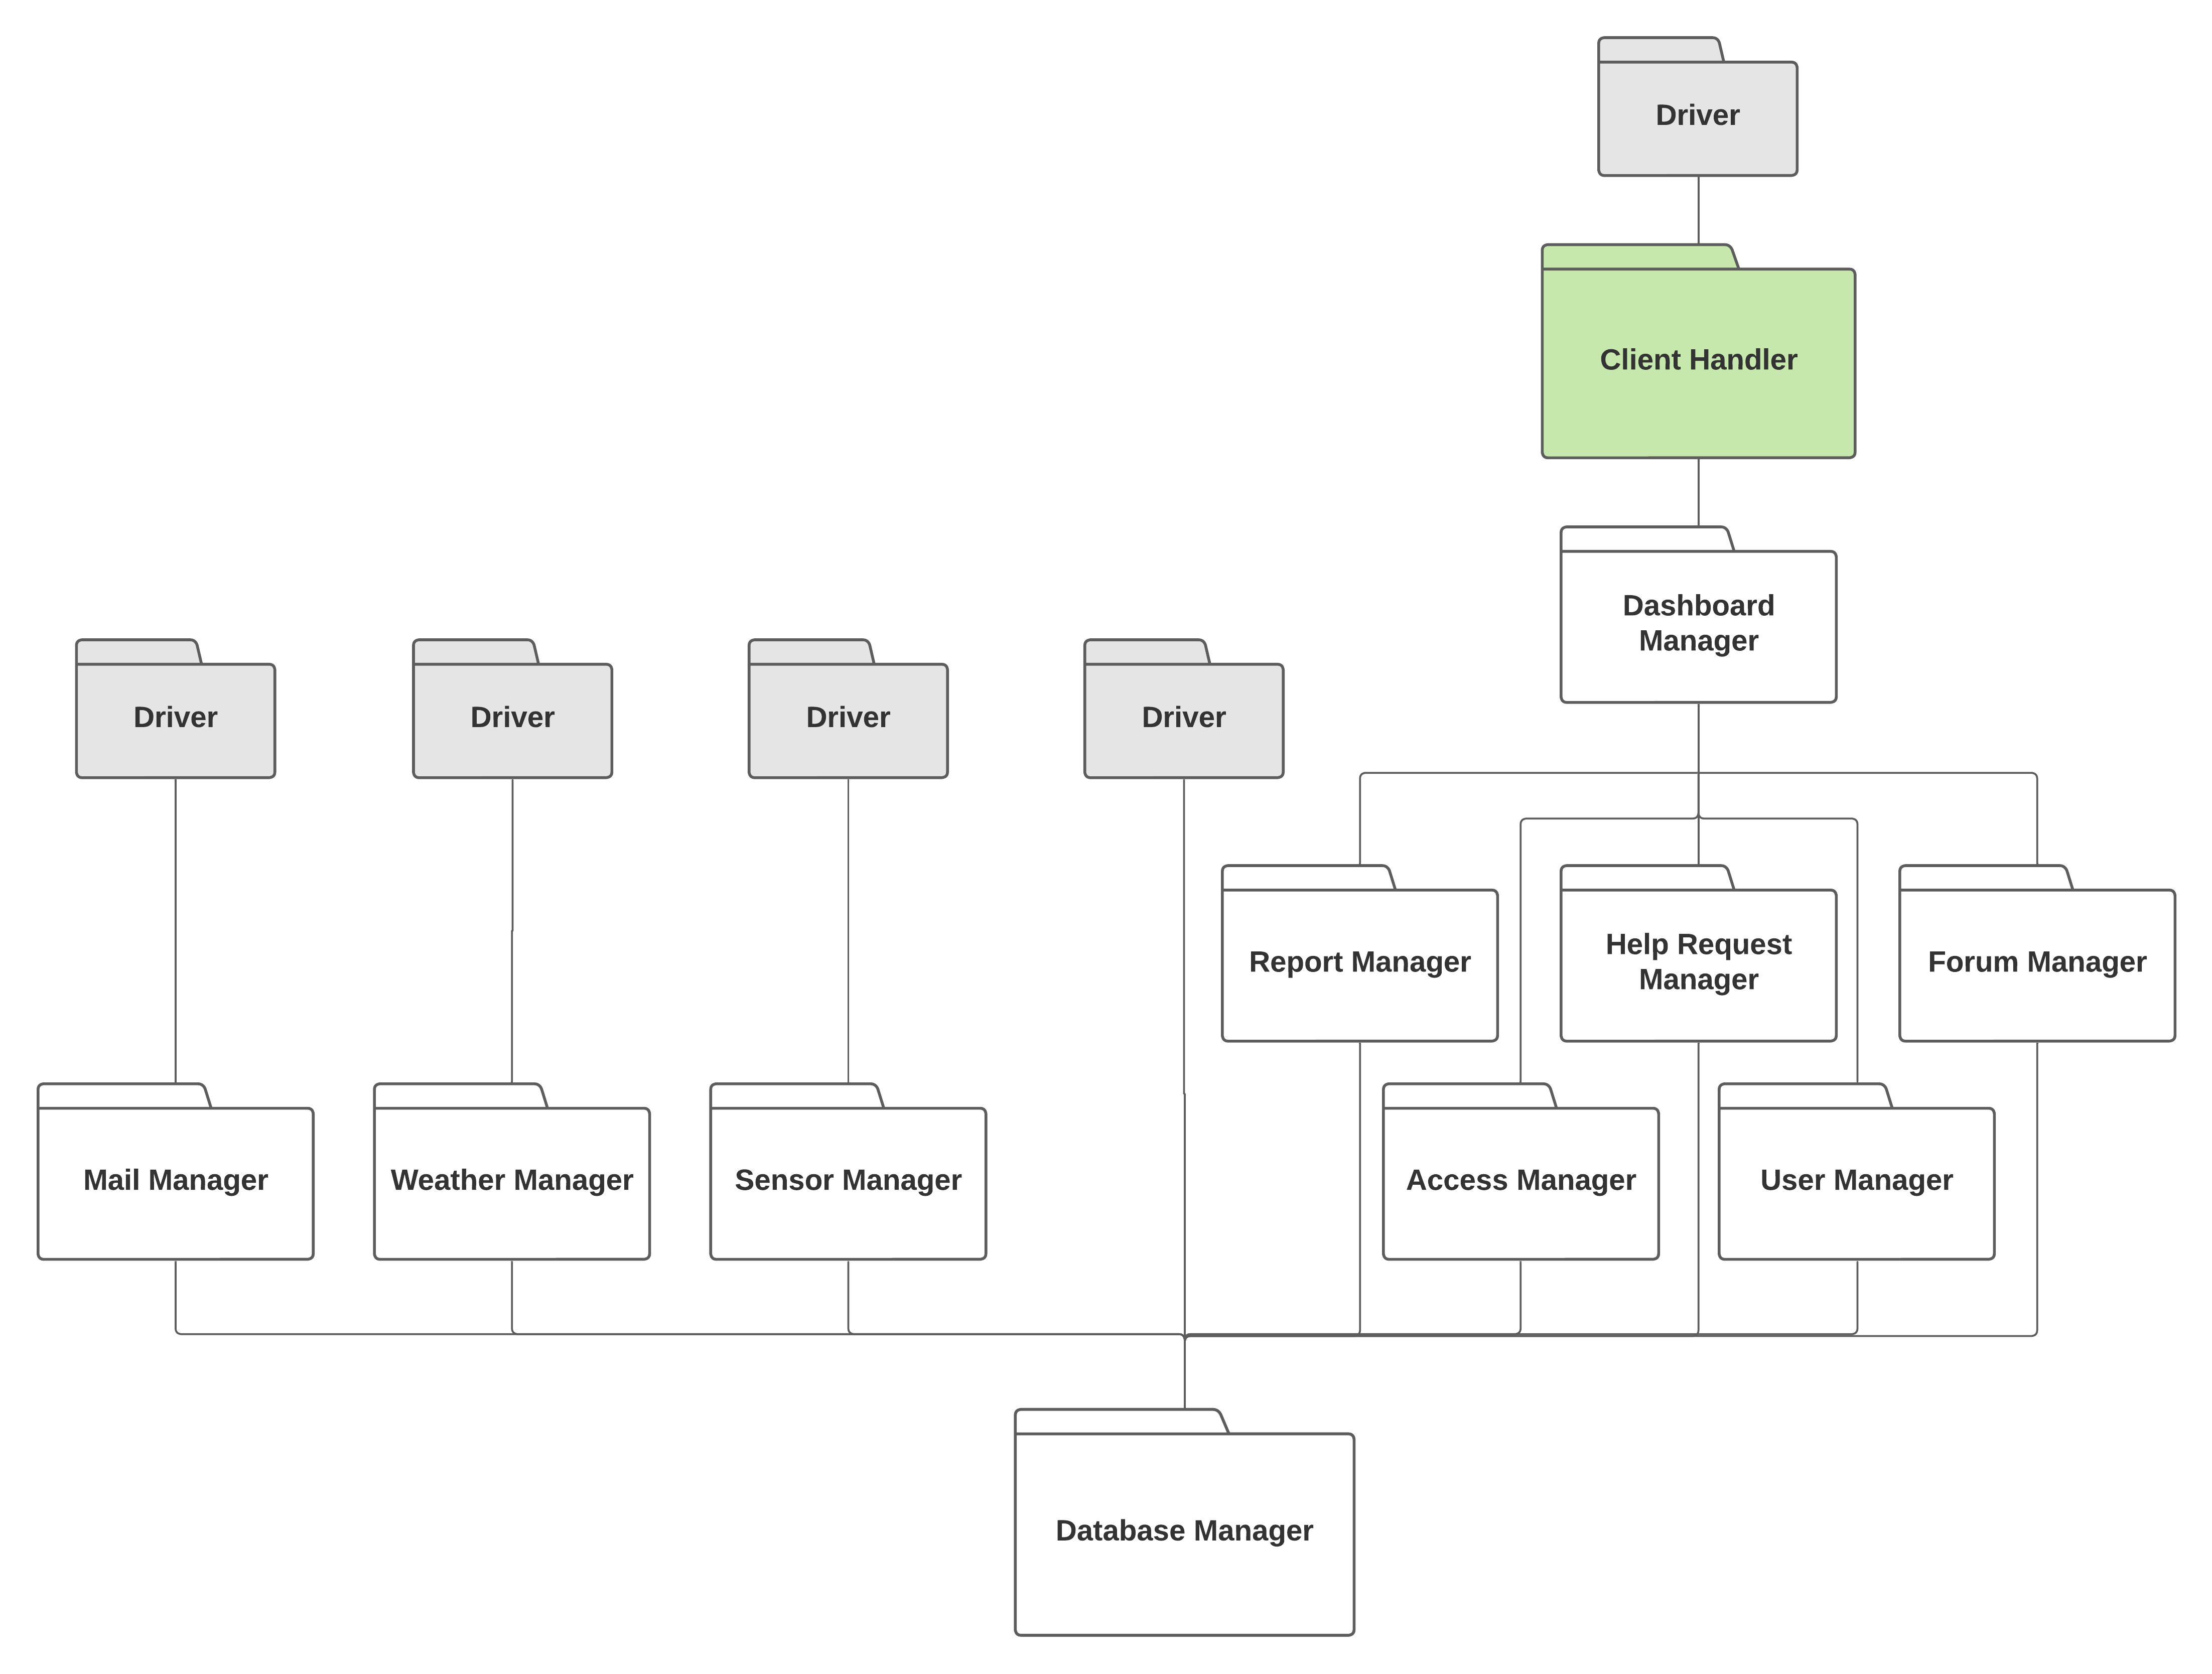 Driver
Client Handler
Dashboard
Manager
Driver
Driver
Driver
Driver
Report Manager
Help Request
Manager
Forum Manager
Mail Manager
Weather Manager
Sensor Manager
Access Manager
User Manager
Database Manager